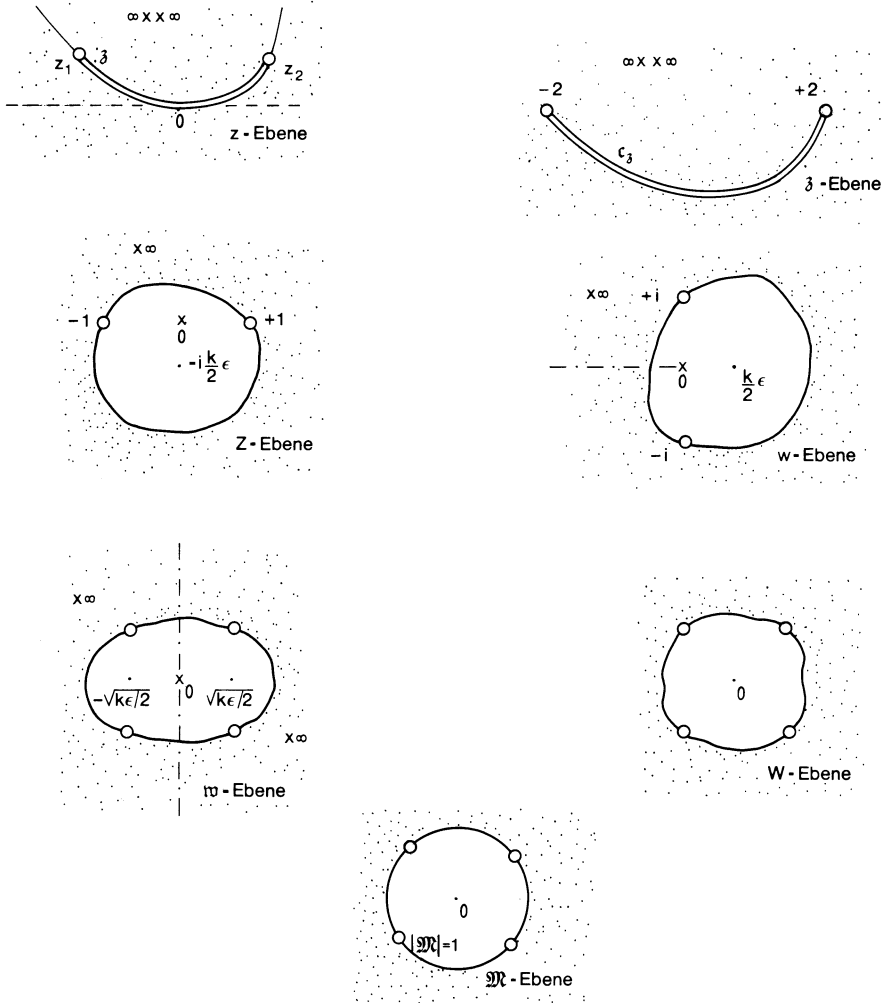 ∞ x x ∞
z₁ 𝔷 z₂
0
z - Ebene
∞ x x ∞
-2 +2
𝔠_𝔷
𝔷 - Ebene
x ∞
-1 x +1
0
-i k/2 ϵ
Z - Ebene
x ∞ +i
x
0 k/2 ϵ
-i
w - Ebene
x ∞
x
-√kϵ/2 0 √kϵ/2
x ∞
𝔴 - Ebene
0
W - Ebene
0
|𝔐| = 1
𝔐 - Ebene